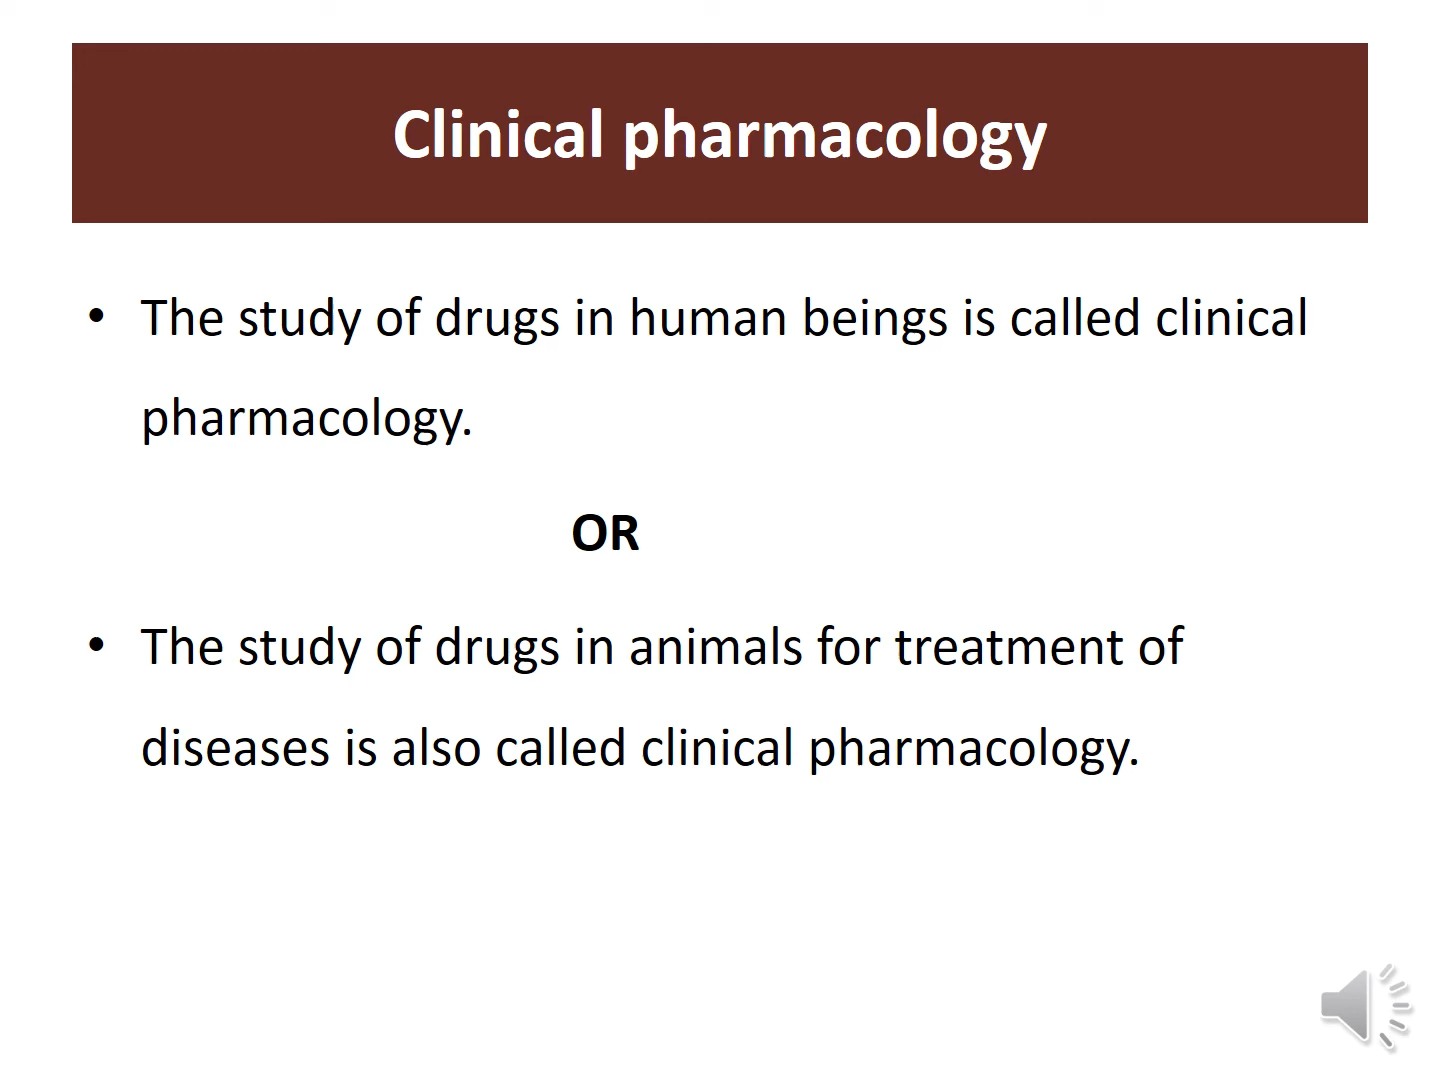 Clinical pharmacology
• The study of drugs in human beings is called clinical
pharmacology.
OR
• The study of drugs in animals for treatment of
diseases is also called clinical pharmacology.